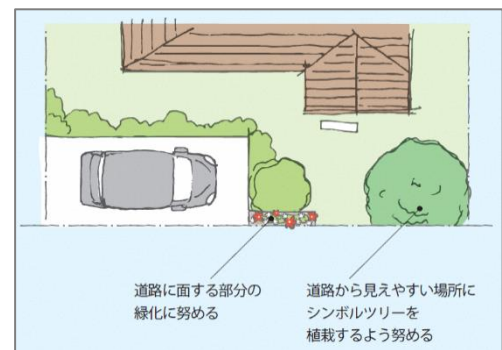 道路に面する部分の
緑化に努める
道路から見えやすい場所に
シンボルツリーを
植栽するよう努める